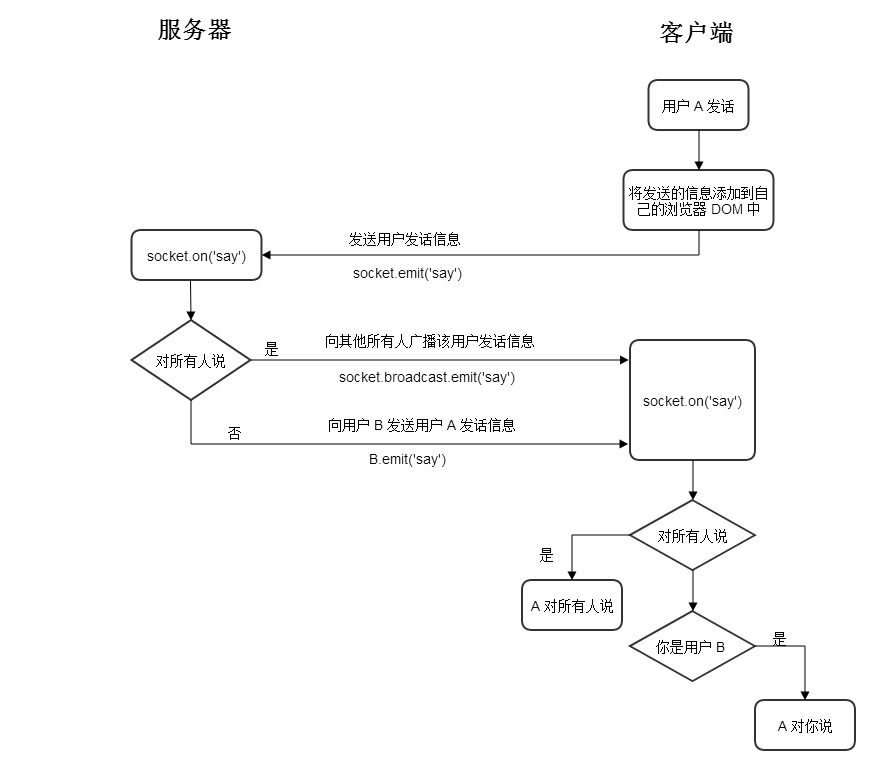 服务器
客户端
用户 A 发话
将发送的信息添加到自
己的浏览器 DOM 中
发送用户发话信息
socket.on('say')
socket.emit('say')
对所有人说
是
向其他所有人广播该用户发话信息
socket.broadcast.emit('say')
socket.on('say')
否
向用户 B 发送用户 A 发话信息
B.emit('say')
对所有人说
是
A 对所有人说
你是用户 B
是
A 对你说